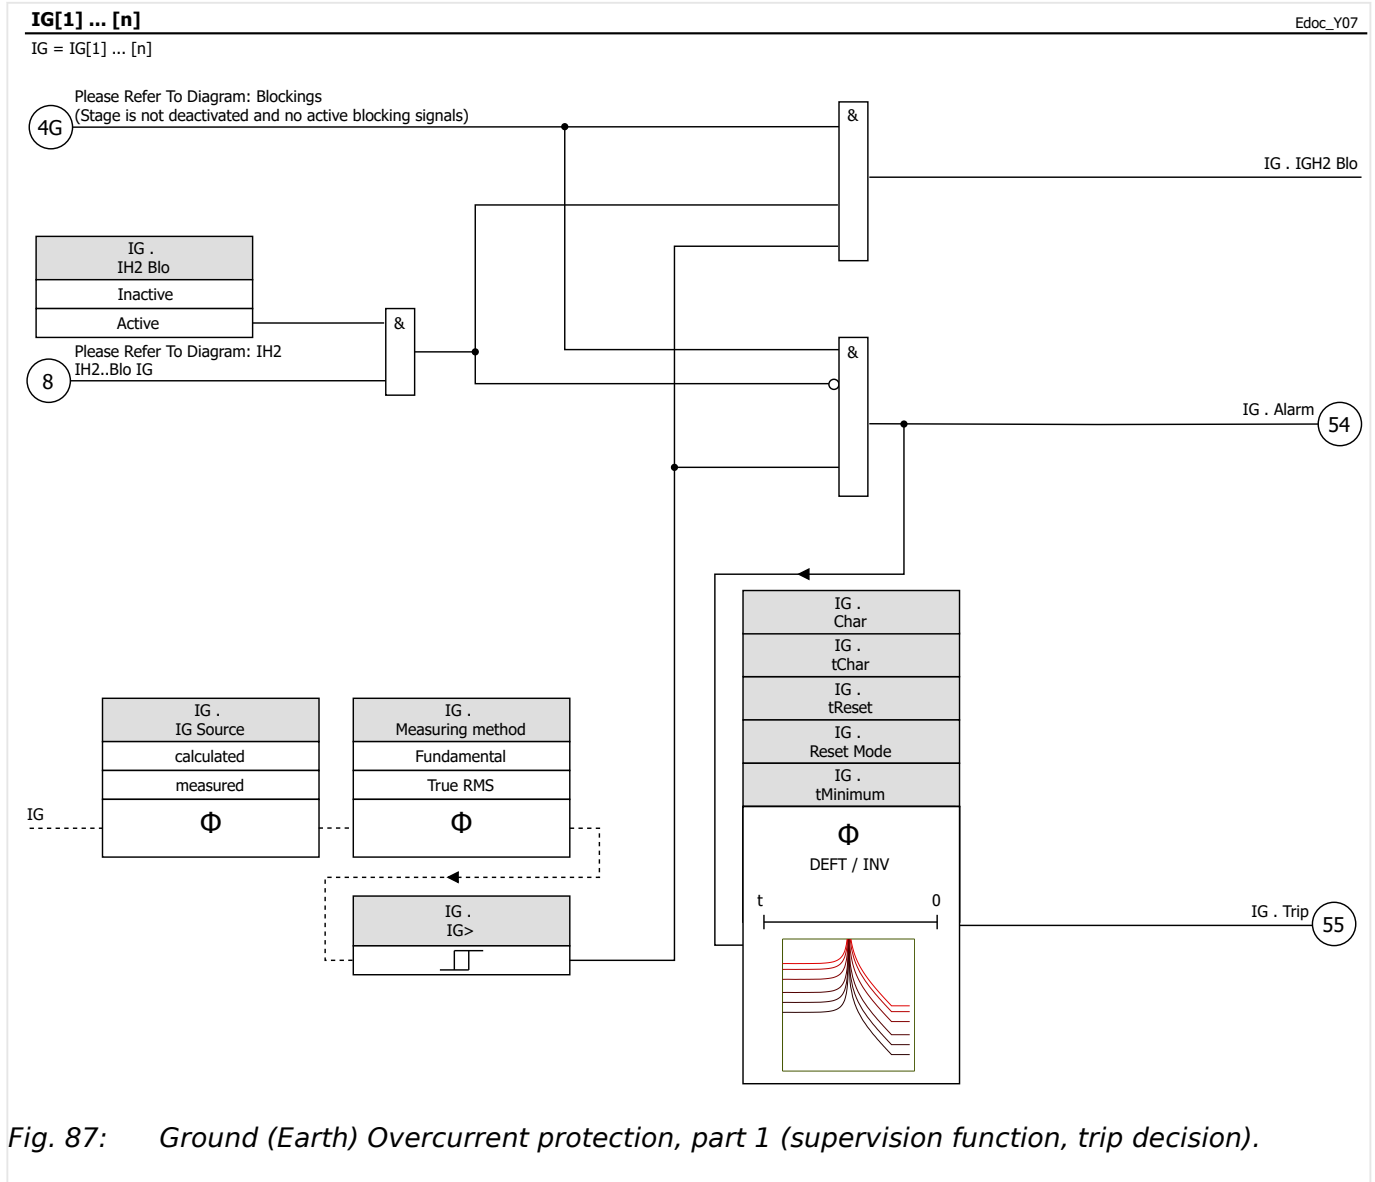 IG[1] ... [n]
Edoc_Y07
IG = IG[1] ... [n]
Please Refer To Diagram: Blockings
(Stage is not deactivated and no active blocking signals)
4G
&
IG . IGH2 Blo
IG .
IH2 Blo
Inactive
Active
&
Please Refer To Diagram: IH2
IH2..Blo IG
8
&
IG . Alarm
54
IG .
Char
IG .
tChar
IG .
tReset
IG .
Reset Mode
IG .
tMinimum
Φ
DEFT / INV
t 0
IG . Trip
55
IG
IG .
IG Source
calculated
measured
Φ
IG .
Measuring method
Fundamental
True RMS
Φ
IG .
IG>
Fig. 87: Ground (Earth) Overcurrent protection, part 1 (supervision function, trip decision).